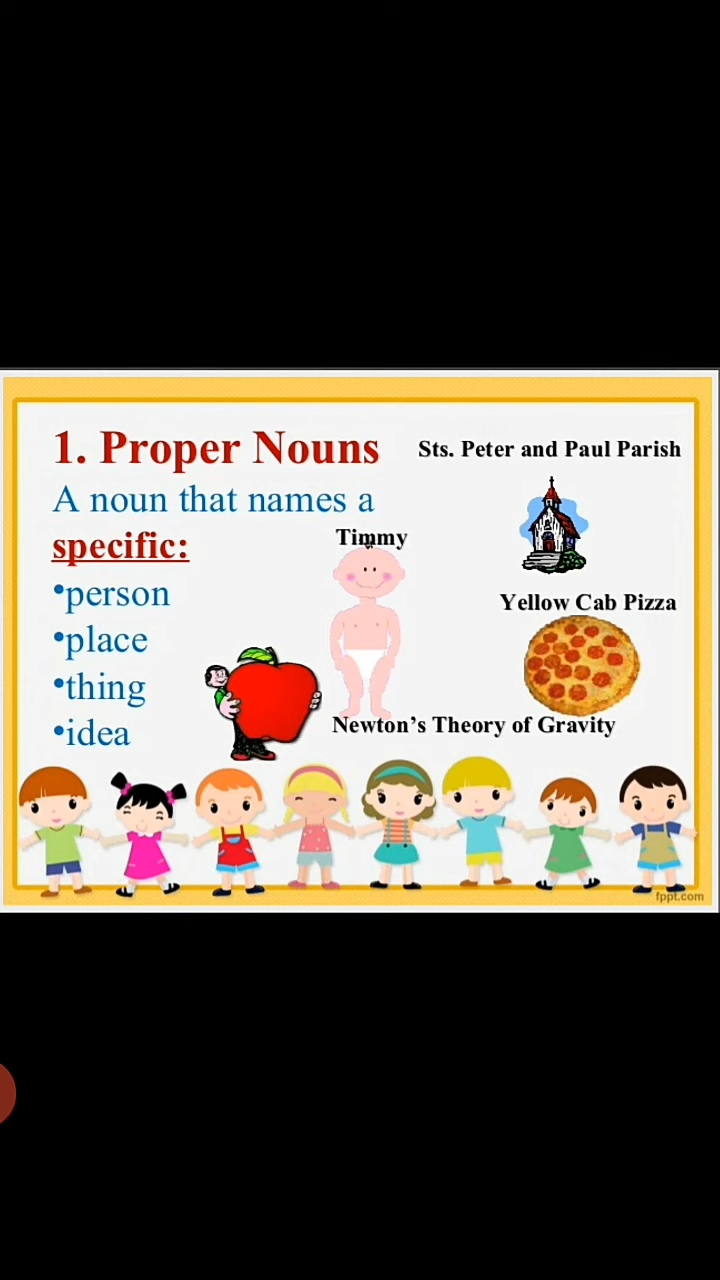 1. Proper Nouns
Sts. Peter and Paul Parish
A noun that names a
specific:
Timmy
•person
Yellow Cab Pizza
•place
•thing
•idea
Newton's Theory of Gravity
fppt.com